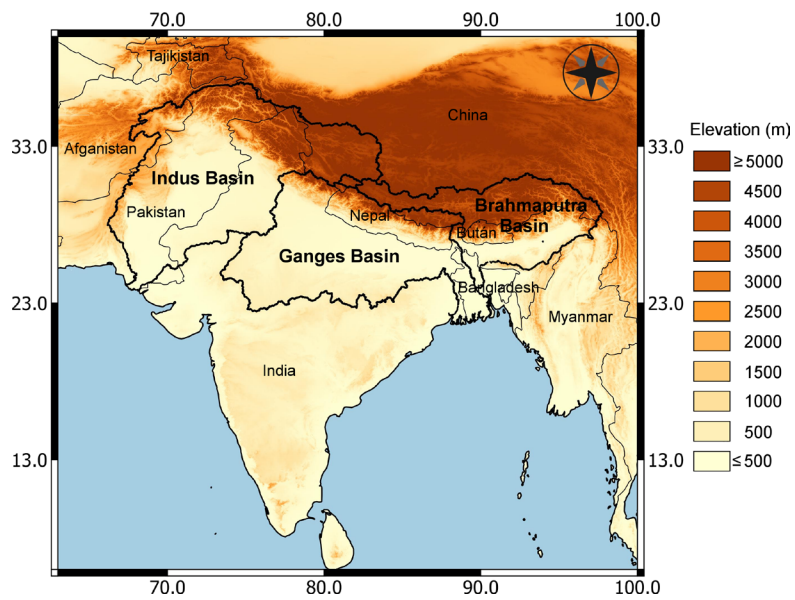 70.0 80.0 90.0 100.0
Tajikistan
China
33.0 33.0
Afganistan
Indus Basin
Pakistan
Nepal
Brahmaputra
Basin
Bután
Ganges Basin
Bangladesh
23.0 23.0
Myanmar
India
13.0 13.0
70.0 80.0 90.0 100.0
Elevation (m)
≥ 5000
4500
4000
3500
3000
2500
2000
1500
1000
500
≤ 500